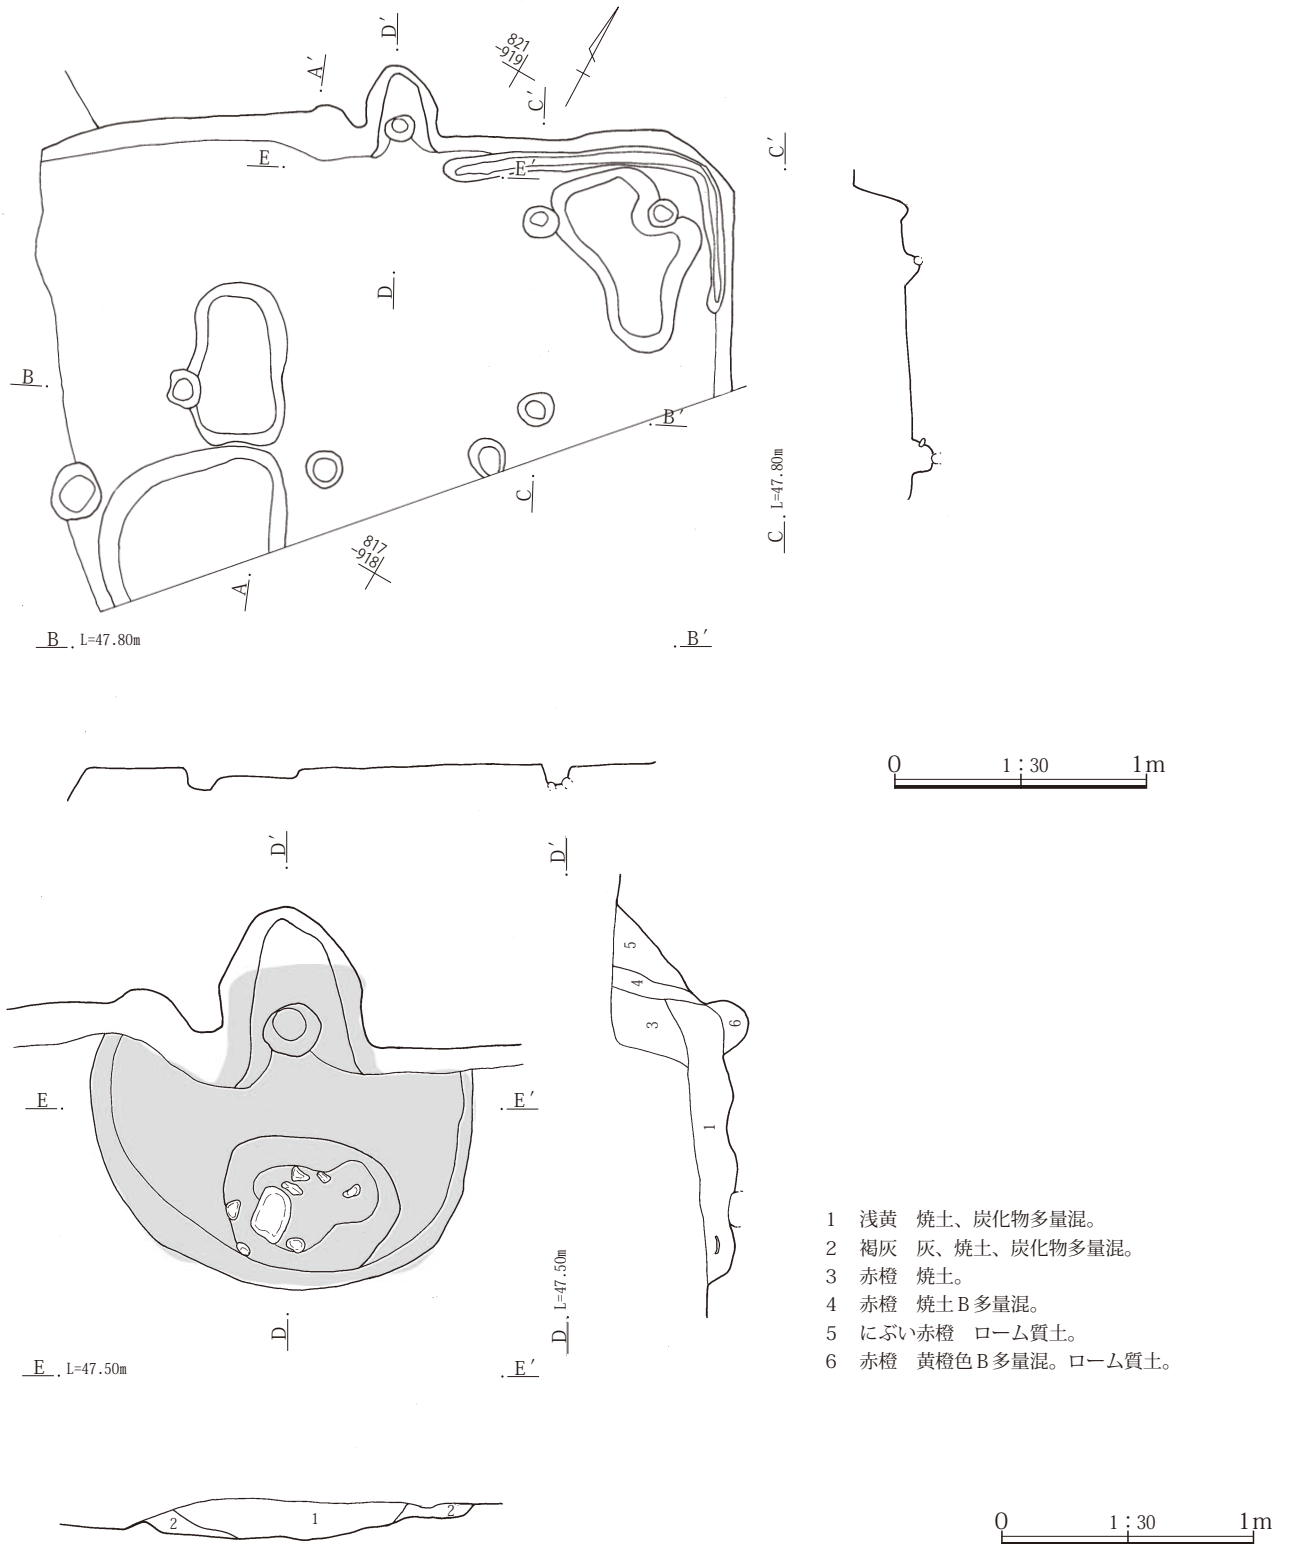 D′
A′
821
-919
C′
C′
E
E′
D
B
B′
C
C L=47.80m
817
-918
A
B L=47.80m
B′
0 1：30 1m
D′
D′
5
4
3
6
E
E′
1
D
D L=47.50m
1 浅黄 焼土、炭化物多量混。
2 褐灰 灰、焼土、炭化物多量混。
3 赤橙 焼土。
4 赤橙 焼土B多量混。
5 にぶい赤橙 ローム質土。
6 赤橙 黄橙色B多量混。ローム質土。
E L=47.50m
E′
2
1
2
0 1：30 1m